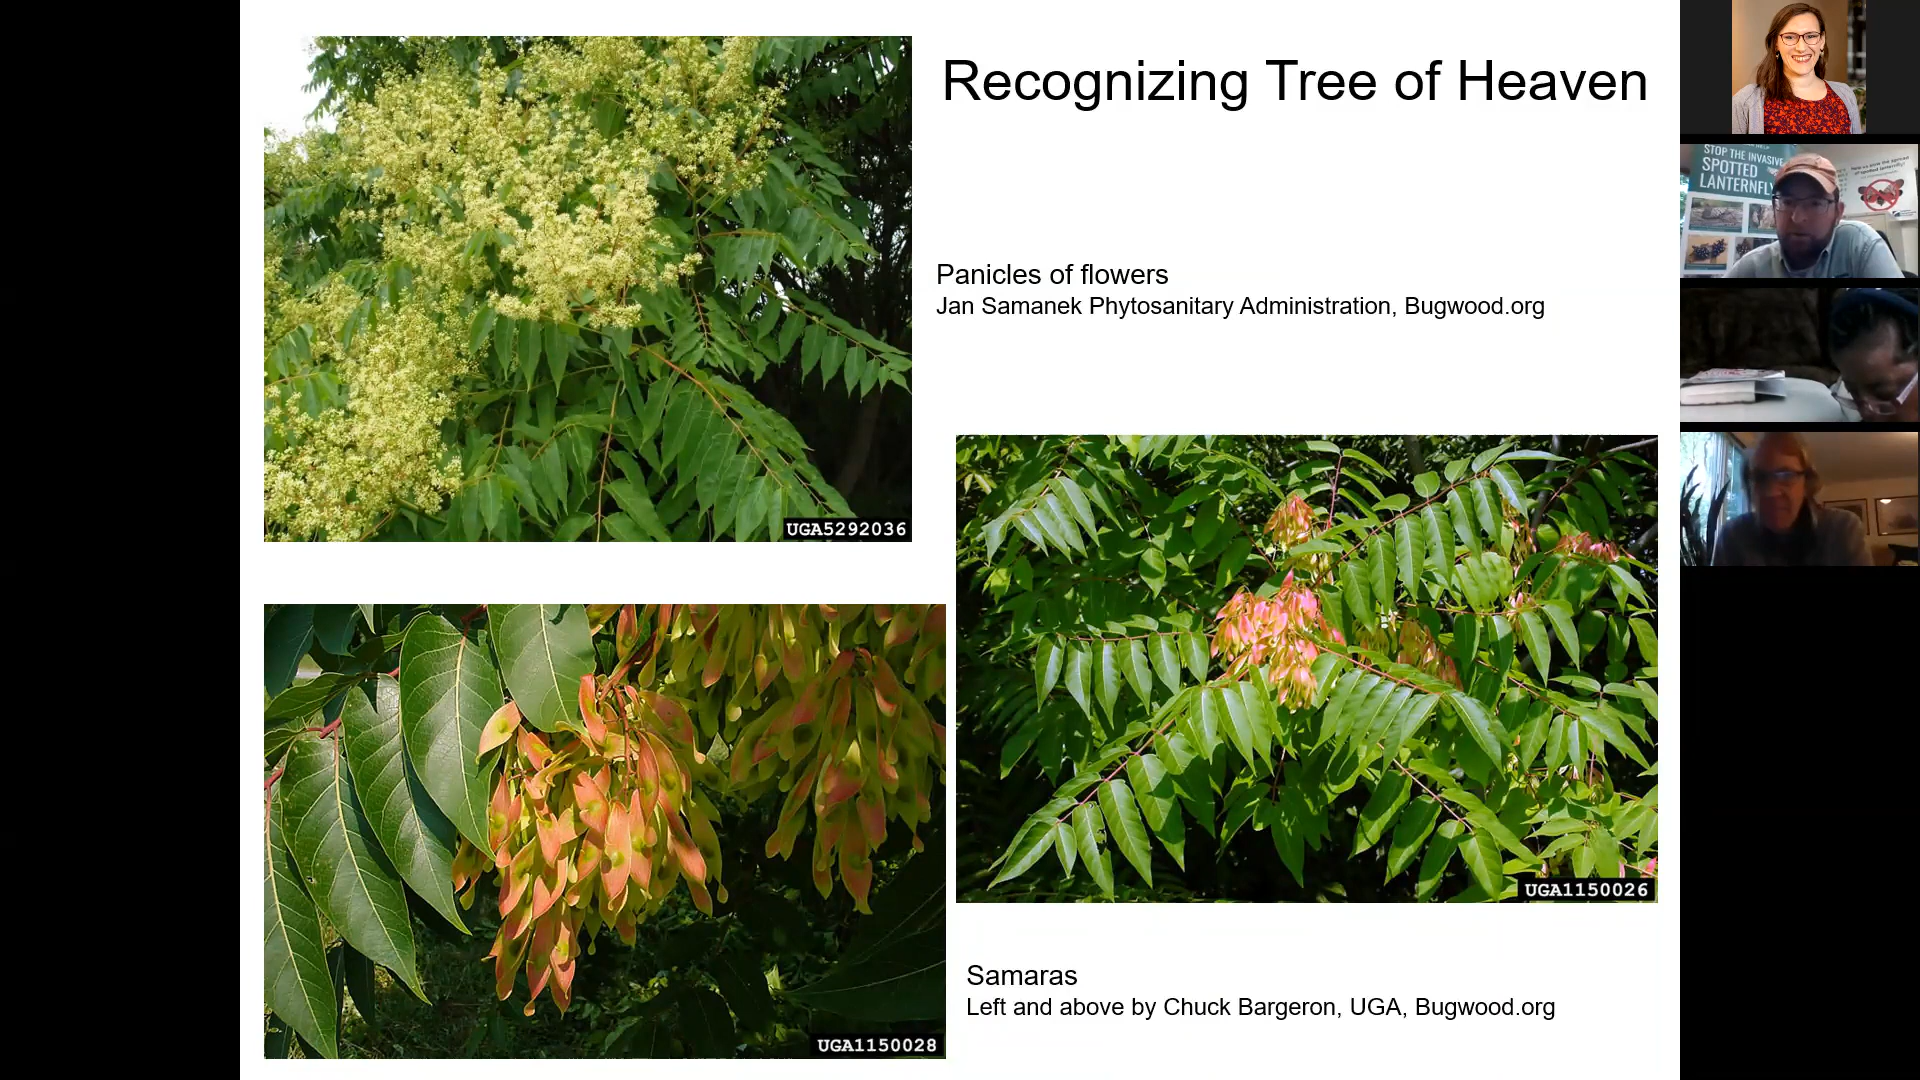 Recognizing Tree of Heaven
UGA5292036
Panicles of flowers
Jan Samanek Phytosanitary Administration, Bugwood.org
UGA1150026
UGA1150028
Samaras
Left and above by Chuck Bargeron, UGA, Bugwood.org
STOP THE INVASIVE
SPOTTED
LANTERNFLY